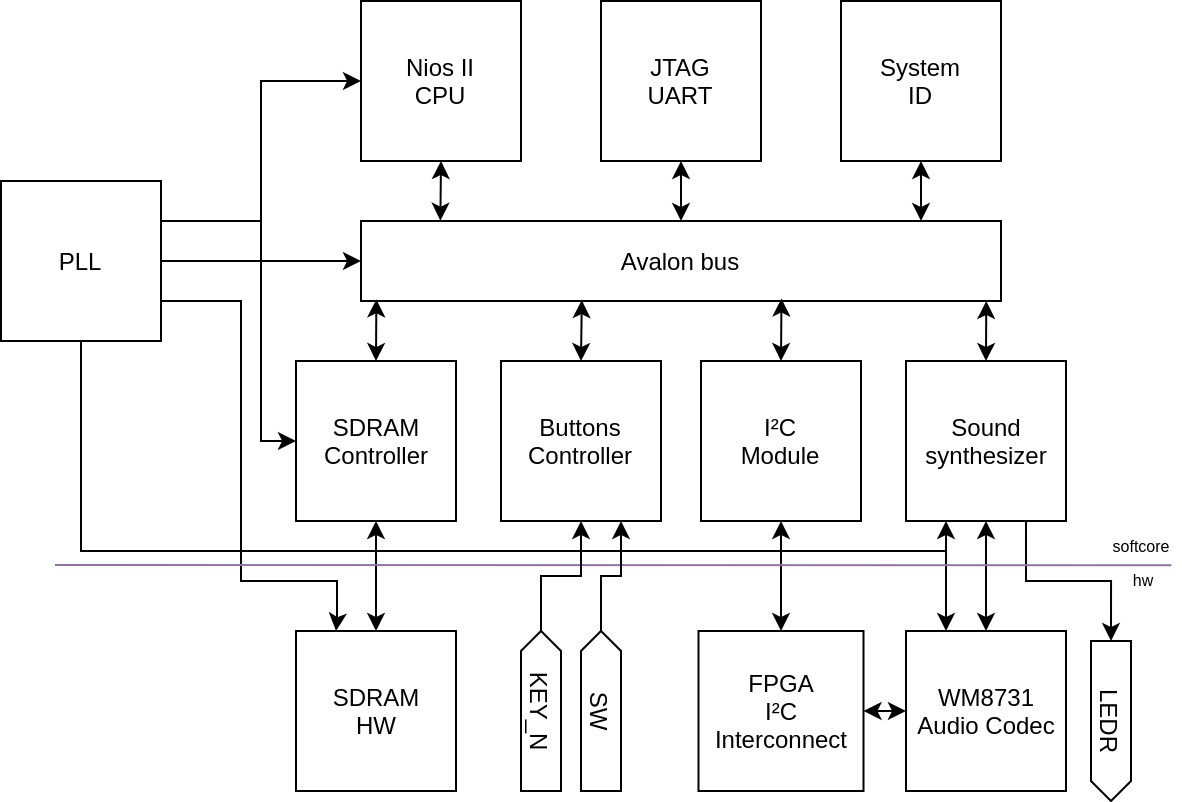 Nios II
CPU
JTAG
UART
System
ID
PLL
Avalon bus
SDRAM
Controller
Buttons
Controller
I²C
Module
Sound
synthesizer
softcore
hw
SDRAM
HW
KEY_N
SW
FPGA
I²C
Interconnect
WM8731
Audio Codec
LEDR